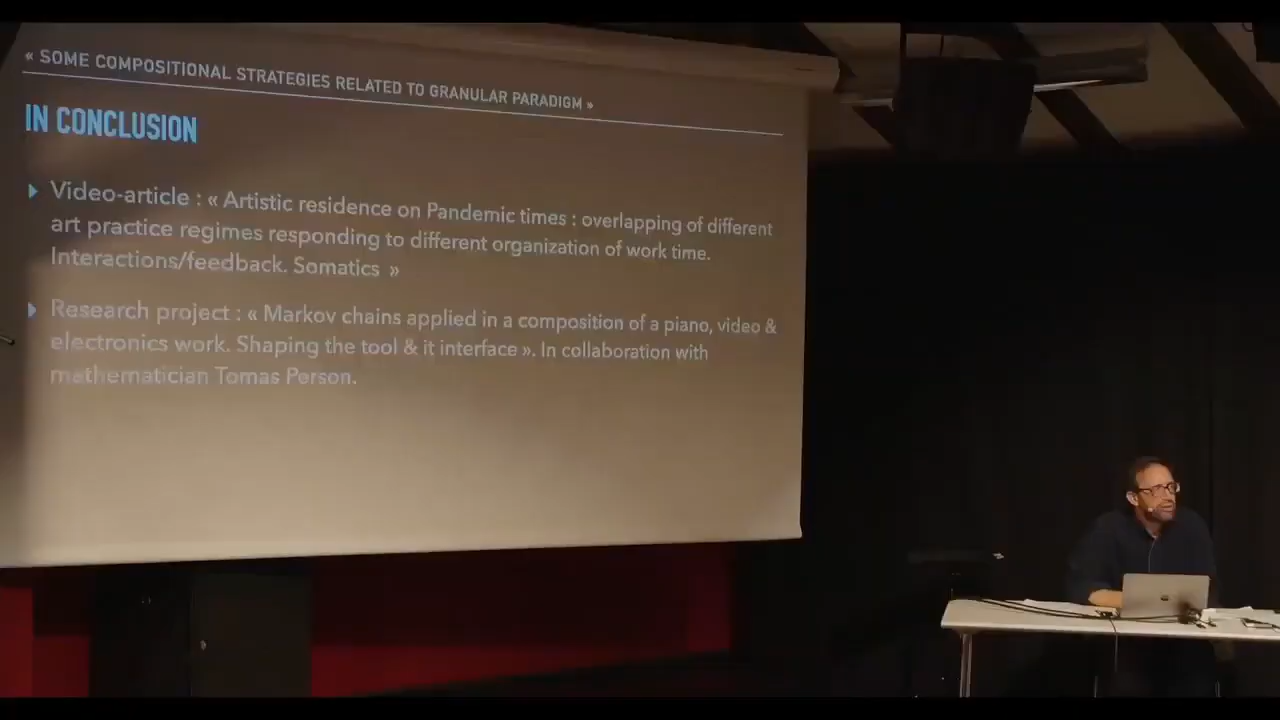 « SOME COMPOSITIONAL STRATEGIES RELATED TO GRANULAR PARADIGM »
IN CONCLUSION
Video-article : « Artistic residence on Pandemic times : overlapping of different
art practice regimes responding to different organization of work time.
Interactions/feedback. Somatics »
Research project : « Markov chains applied in a composition of a piano, video &
electronics work. Shaping the tool & it interface ». In collaboration with
mathematician Tomas Person.